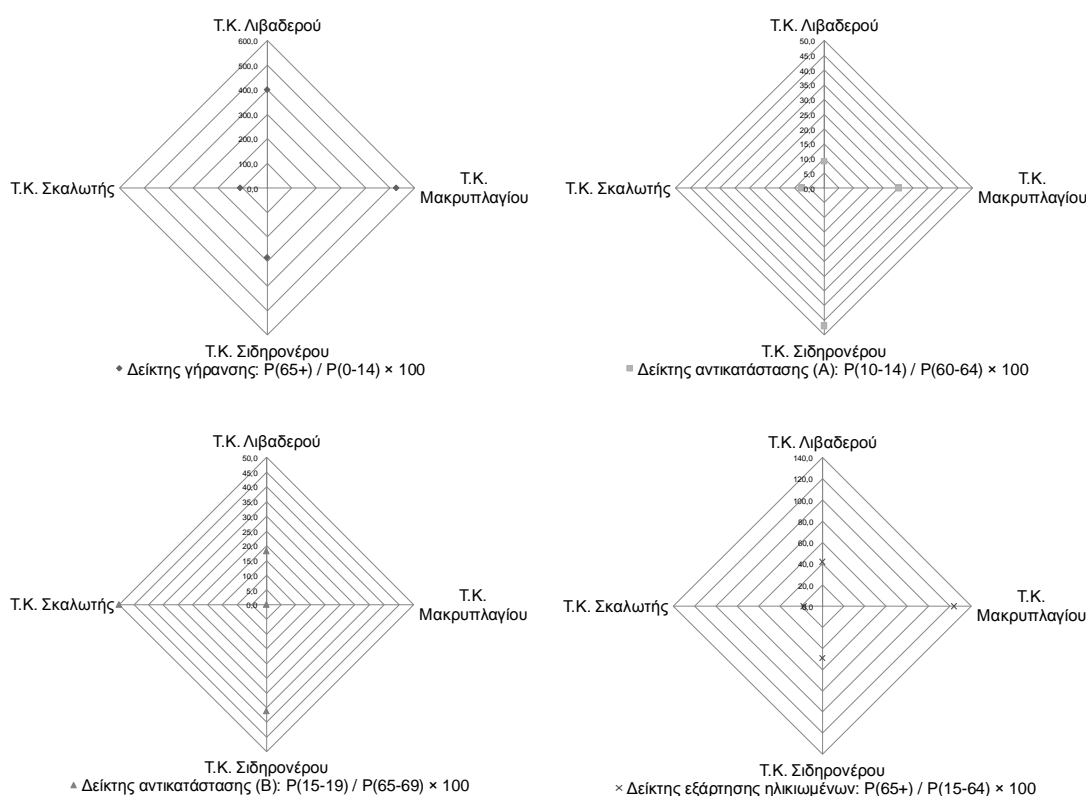 Τ.Κ. Λιβαδερού
600,0
500,0
400,0
300,0
200,0
100,0
0,0
Τ.Κ. Σκαλωτής
Τ.Κ.
Μακρυπλαγίου
Τ.Κ. Σιδηρονέρου
Δείκτης γήρανσης: P(65+) / P(0-14) × 100
Τ.Κ. Λιβαδερού
50,0
45,0
40,0
35,0
30,0
25,0
20,0
15,0
10,0
5,0
0,0
Τ.Κ. Σκαλωτής
Τ.Κ.
Μακρυπλαγίου
Τ.Κ. Σιδηρονέρου
Δείκτης αντικατάστασης (Α): P(10-14) / P(60-64) × 100
Τ.Κ. Λιβαδερού
50,0
45,0
40,0
35,0
30,0
25,0
20,0
15,0
10,0
5,0
0,0
Τ.Κ. Σκαλωτής
Τ.Κ.
Μακρυπλαγίου
Τ.Κ. Σιδηρονέρου
Δείκτης αντικατάστασης (Β): P(15-19) / P(65-69) × 100
Τ.Κ. Λιβαδερού
140,0
120,0
100,0
80,0
60,0
40,0
20,0
0,0
Τ.Κ. Σκαλωτής
Τ.Κ.
Μακρυπλαγίου
Τ.Κ. Σιδηρονέρου
Δείκτης εξάρτησης ηλικιωμένων: P(65+) / P(15-64) × 100